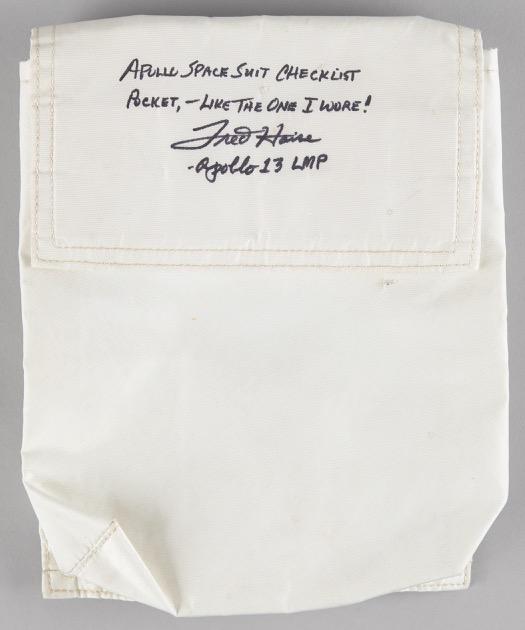 APOLLO SPACE SUIT CHECKLIST
POCKET, - LIKE THE ONE I WORE!
Fred Haise
- Apollo 13 LMP